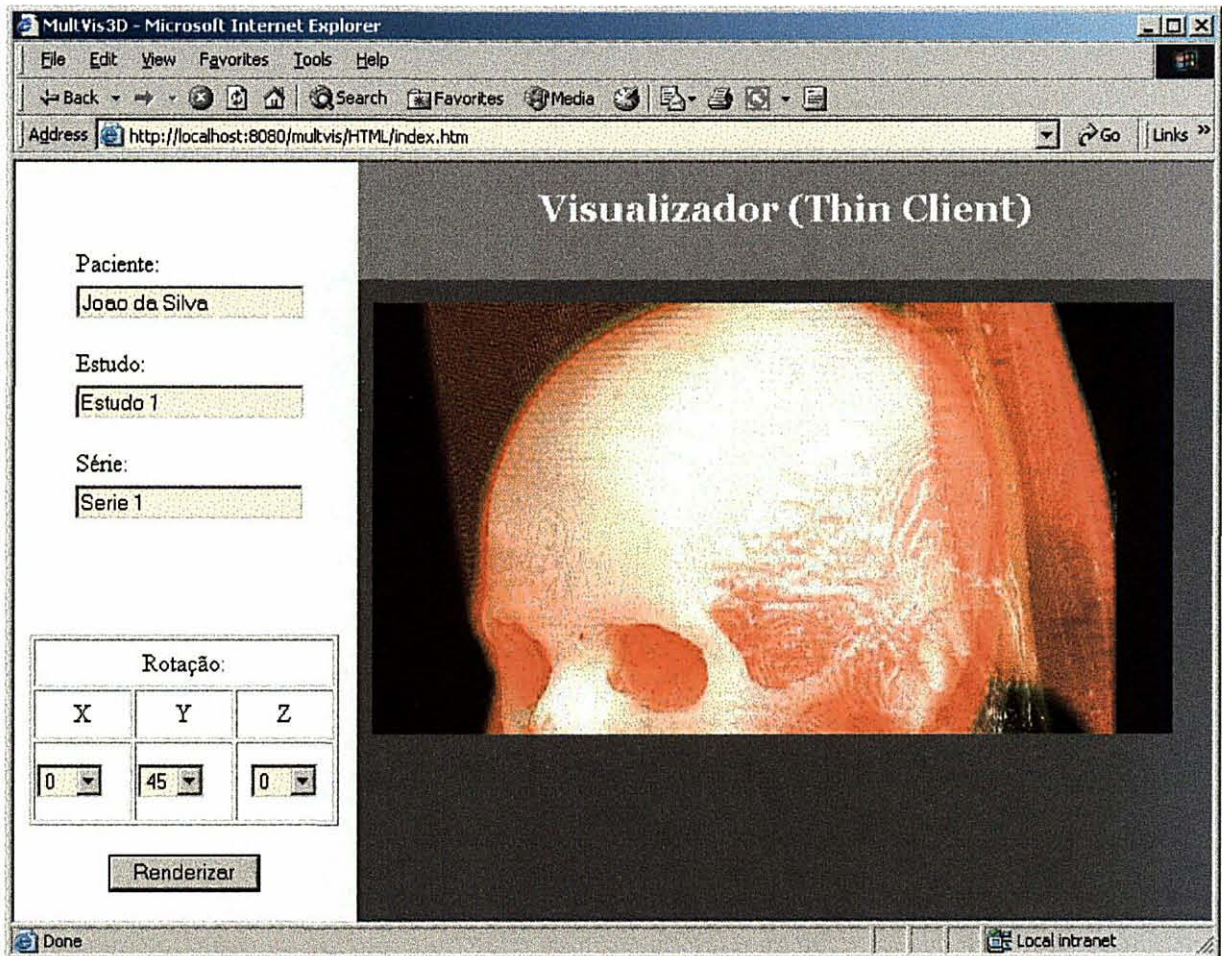 MultVis3D - Microsoft Internet Explorer
File Edit View Favorites Tools Help
Back Search Favorites Media
Address http://localhost:8080/multvis/HTML/index.htm Go Links »
Visualizador (Thin Client)
Paciente:
Joao da Silva
Estudo:
Estudo 1
Série:
Serie 1
Rotação:
X Y Z
0 45 0
Renderizar
Done Local intranet